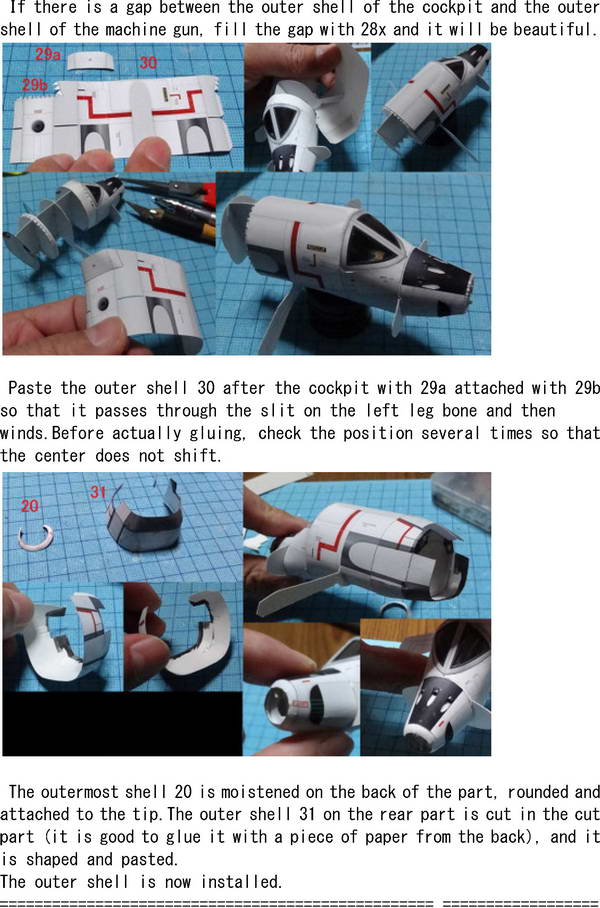 If there is a gap between the outer shell of the cockpit and the outer
shell of the machine gun, fill the gap with 28x and it will be beautiful.
29a
30
29b
Paste the outer shell 30 after the cockpit with 29a attached with 29b
so that it passes through the slit on the left leg bone and then
winds.Before actually gluing, check the position several times so that
the center does not shift.
31
20
The outermost shell 20 is moistened on the back of the part, rounded and
attached to the tip.The outer shell 31 on the rear part is cut in the cut
part (it is good to glue it with a piece of paper from the back), and it
is shaped and pasted.
The outer shell is now installed.
================================================== ==================